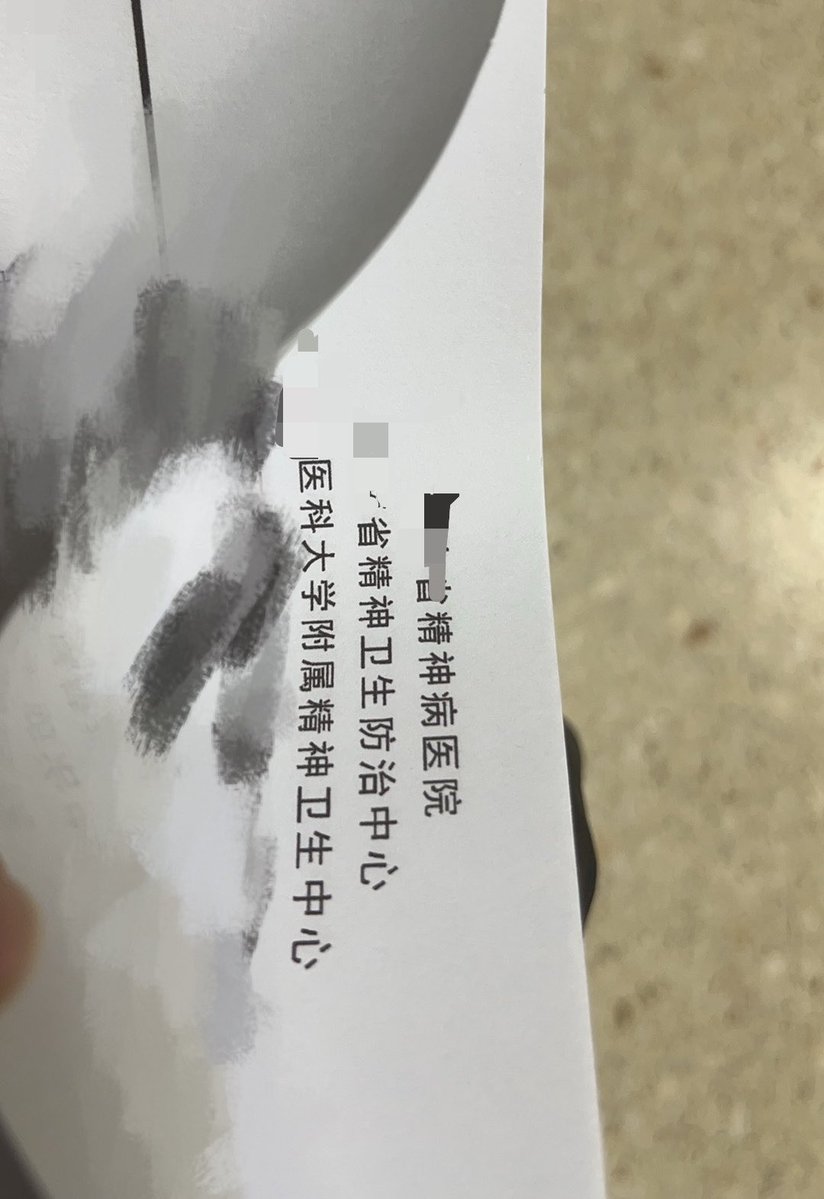 省精神病医院
省精神卫生防治中心
医科大学附属精神卫生中心